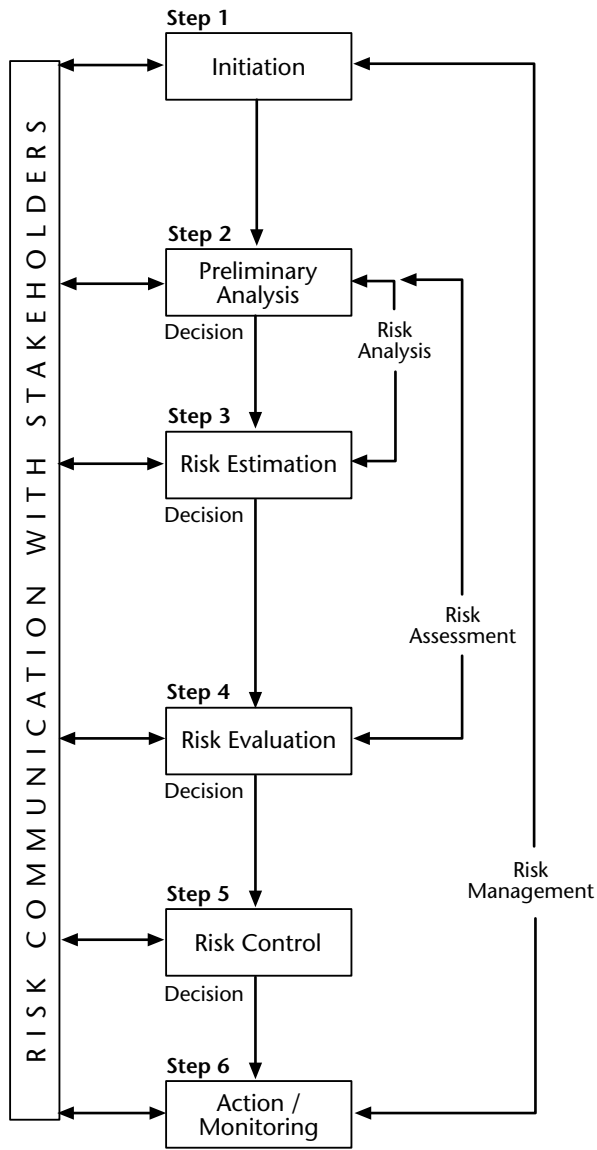 Step 1
Initiation
Step 2
Preliminary
Analysis
Decision
Risk
Analysis
Step 3
Risk Estimation
Decision
Risk
Assessment
Step 4
Risk Evaluation
Decision
Risk
Management
Step 5
Risk Control
Decision
Step 6
Action /
Monitoring
RISK COMMUNICATION WITH STAKEHOLDERS